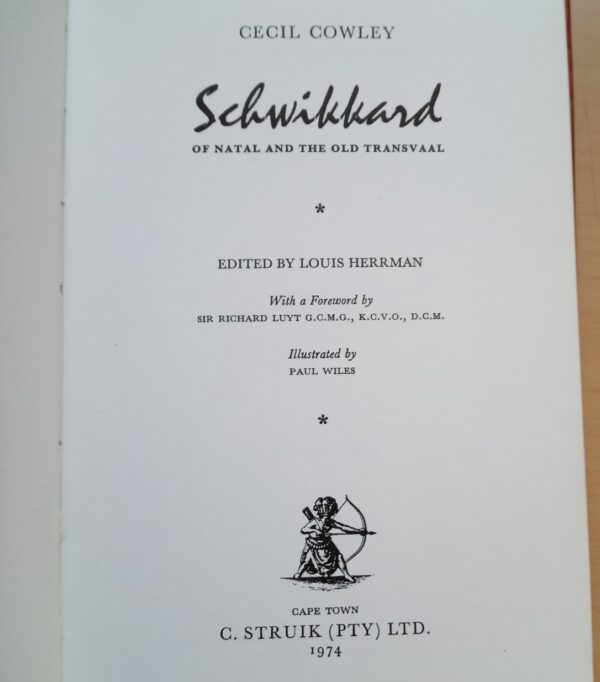 CECIL COWLEY
Schwikkard
OF NATAL AND THE OLD TRANSVAAL
*
EDITED BY LOUIS HERRMAN
With a Foreword by
SIR RICHARD LUYT G.C.M.G., K.C.V.O., D.C.M.
Illustrated by
PAUL WILES
*
CAPE TOWN
C. STRUIK (PTY) LTD.
1974